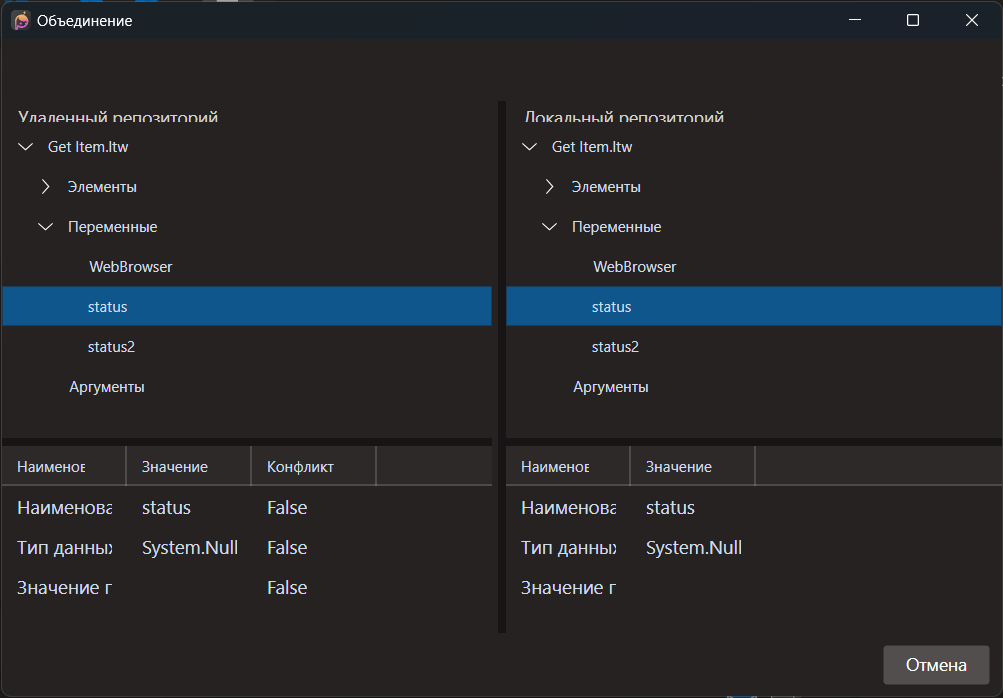 Объединение
Удаленный репозиторий
Get Item.ltw
Элементы
Переменные
WebBrowser
status
status2
Аргументы
Локальный репозиторий
Get Item.ltw
Элементы
Переменные
WebBrowser
status
status2
Аргументы
Наименов Значение Конфликт
Наименова status False
Тип данных System.Null False
Значение г False
Наименов Значение
Наименова status
Тип данных System.Null
Значение г
Отмена